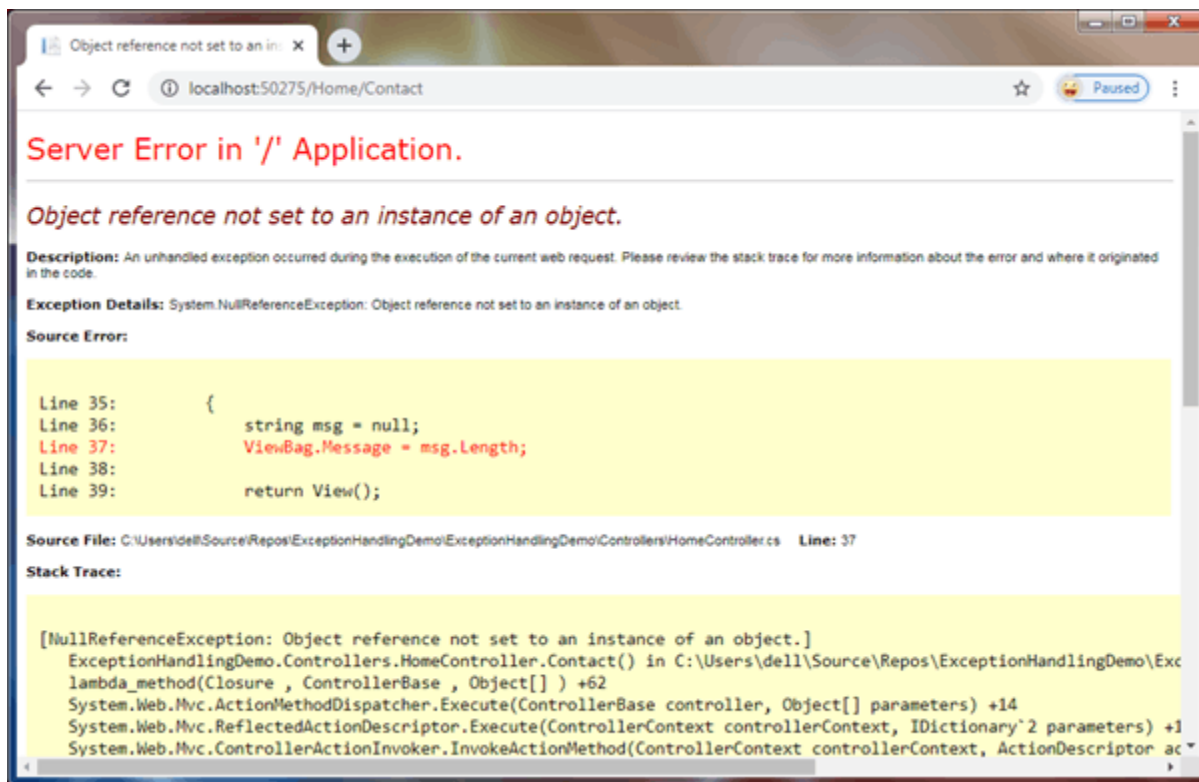 Object reference not set to an in
localhost:50275/Home/Contact
Paused
Server Error in '/' Application.
Object reference not set to an instance of an object.
Description: An unhandled exception occurred during the execution of the current web request. Please review the stack trace for more information about the error and where it originated
in the code.
Exception Details: System.NullReferenceException: Object reference not set to an instance of an object.
Source Error:
Line 35:         {
Line 36:             string msg = null;
Line 37:             ViewBag.Message = msg.Length;
Line 38:
Line 39:             return View();
Source File: C:\Users\dell\Source\Repos\ExceptionHandlingDemo\ExceptionHandlingDemo\Controllers\HomeController.cs    Line: 37
Stack Trace:
[NullReferenceException: Object reference not set to an instance of an object.]
ExceptionHandlingDemo.Controllers.HomeController.Contact() in C:\Users\dell\Source\Repos\ExceptionHandlingDemo\Exc
lambda_method(Closure , ControllerBase , Object[] ) +62
System.Web.Mvc.ActionMethodDispatcher.Execute(ControllerBase controller, Object[] parameters) +14
System.Web.Mvc.ReflectedActionDescriptor.Execute(ControllerContext controllerContext, IDictionary`2 parameters) +1
System.Web.Mvc.ControllerActionInvoker.InvokeActionMethod(ControllerContext controllerContext, ActionDescriptor ac